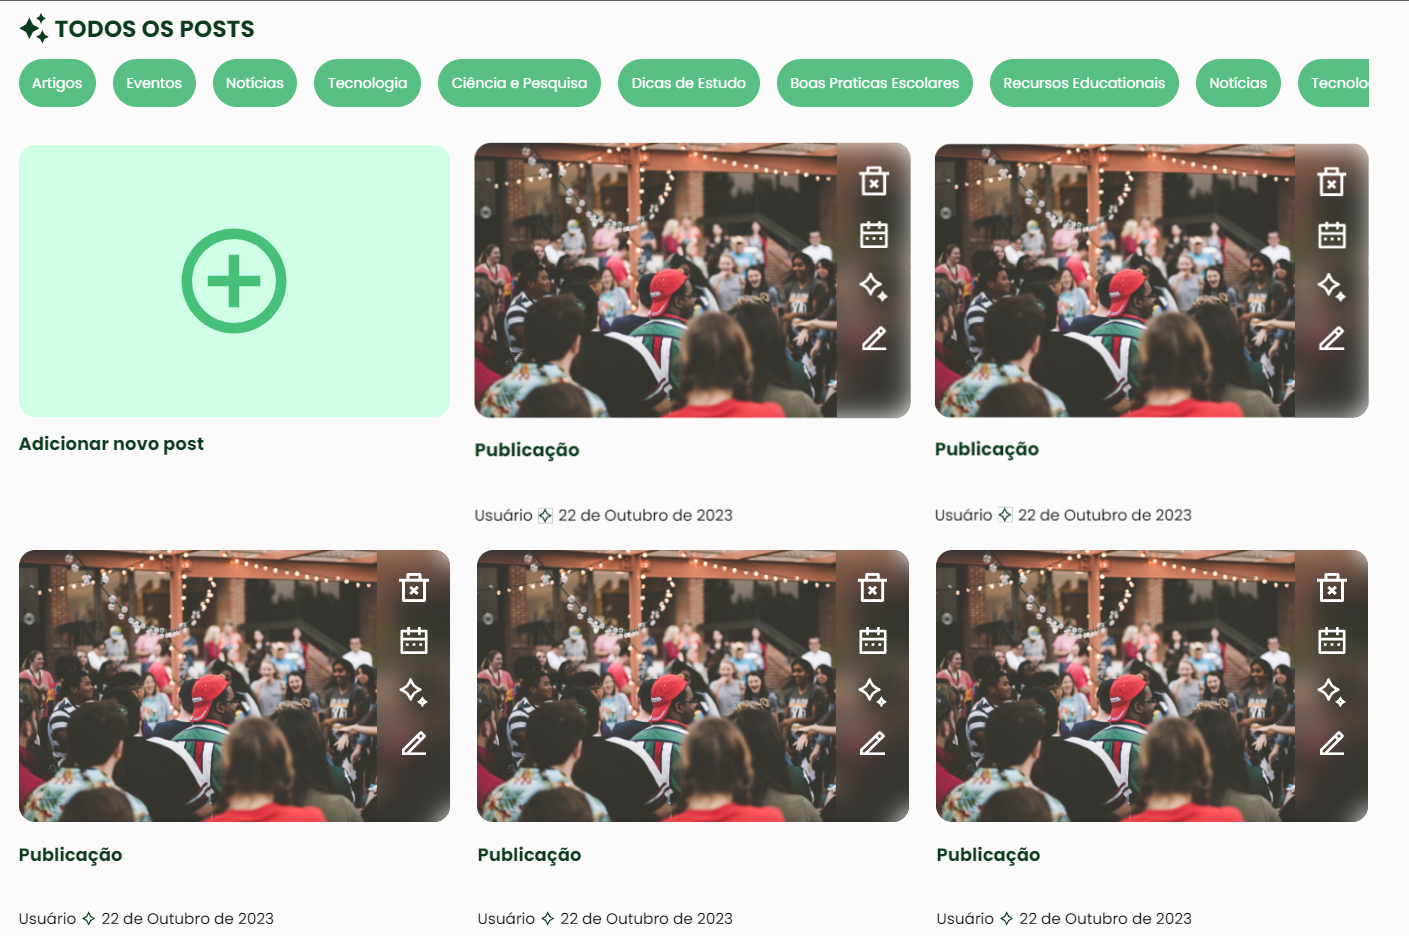 TODOS OS POSTS
Artigos
Eventos
Notícias
Tecnologia
Ciência e Pesquisa
Dicas de Estudo
Boas Praticas Escolares
Recursos Educationais
Notícias
Tecnolo
Adicionar novo post
Publicação
Usuário 22 de Outubro de 2023
Publicação
Usuário 22 de Outubro de 2023
Publicação
Usuário 22 de Outubro de 2023
Publicação
Usuário 22 de Outubro de 2023
Publicação
Usuário 22 de Outubro de 2023